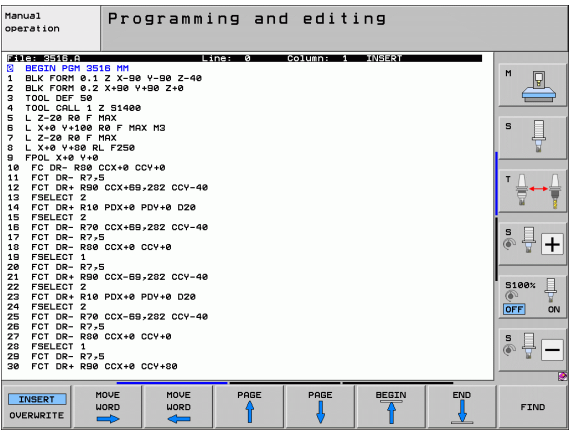 Manual
operation
Programming and editing
File: 3516.A Line: 0 Column: 1 INSERT
0 BEGIN PGM 3516 MM
1 BLK FORM 0.1 Z X-90 Y-90 Z-40
2 BLK FORM 0.2 X+90 Y+90 Z+0
3 TOOL DEF 50
4 TOOL CALL 1 Z S1400
5 L Z-20 R0 F MAX
6 L X+0 Y+100 R0 F MAX M3
7 L Z-20 R0 F MAX
8 L X+0 Y+80 RL F250
9 FPOL X+0 Y+0
10 FC DR- R80 CCX+0 CCY+0
11 FCT DR- R7,5
12 FCT DR+ R90 CCX+69,282 CCY-40
13 FSELECT 2
14 FCT DR+ R10 PDX+0 PDY+0 D20
15 FSELECT 2
16 FCT DR- R70 CCX+69,282 CCY-40
17 FCT DR- R7,5
18 FCT DR- R80 CCX+0 CCY+0
19 FSELECT 1
20 FCT DR- R7,5
21 FCT DR+ R90 CCX-69,282 CCY-40
22 FSELECT 2
23 FCT DR+ R10 PDX+0 PDY+0 D20
24 FSELECT 2
25 FCT DR- R70 CCX-69,282 CCY-40
26 FCT DR- R7,5
27 FCT DR- R80 CCX+0 CCY+0
28 FSELECT 1
29 FCT DR- R7,5
30 FCT DR+ R90 CCX+0 CCY+80
M
S
T
S
S100%
OFF ON
S
INSERT
OVERWRITE
MOVE
WORD
MOVE
WORD
PAGE
PAGE
BEGIN
END
FIND